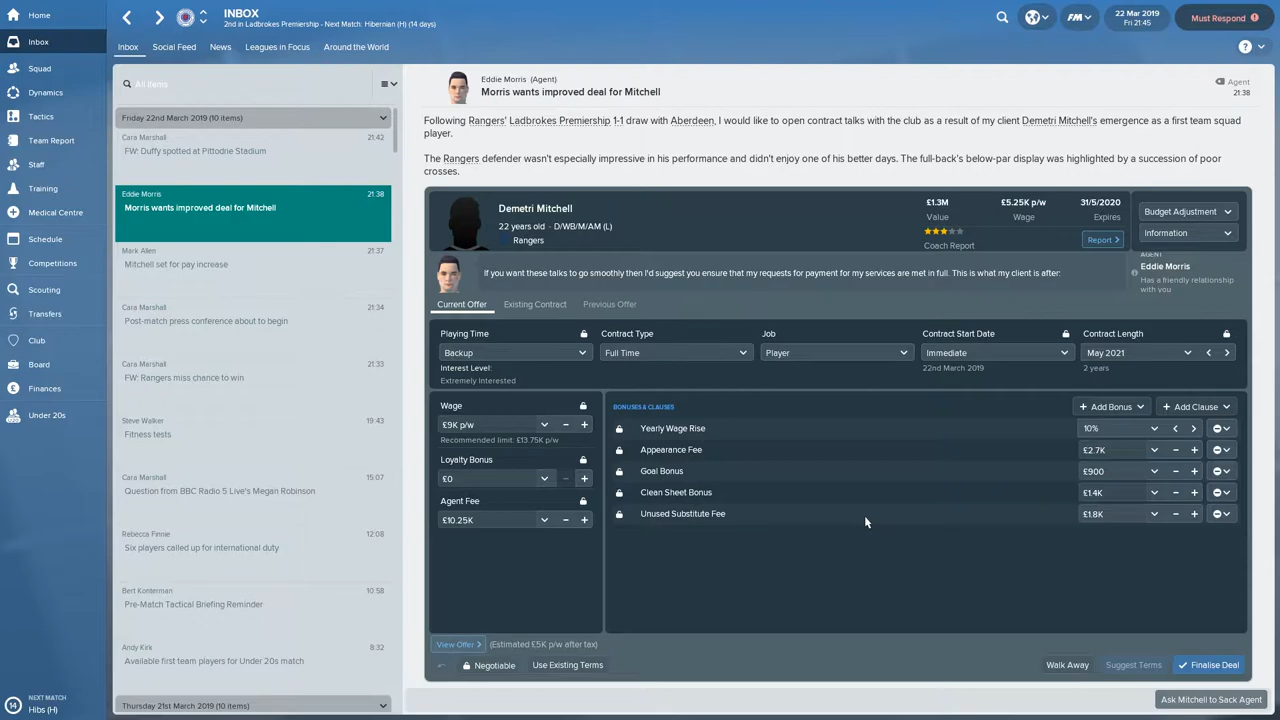 Home
Inbox
Squad
Dynamics
Tactics
Team Report
Staff
Training
Medical Centre
Schedule
Competitions
Scouting
Transfers
Club
Board
Finances
Under 20s
14
NEXT MATCH
Hibs (H)
INBOX
2nd in Ladbrokes Premiership - Next Match: Hibernian (H) (14 days)
FM
22 Mar 2019
Fri 21:45
Must Respond
Inbox
Social Feed
News
Leagues in Focus
Around the World
?
All items
Friday 22nd March 2019 (10 items)
Cara Marshall 21:42
FW: Duffy spotted at Pittodrie Stadium
Eddie Morris 21:38
Morris wants improved deal for Mitchell
Mark Allen 21:37
Mitchell set for pay increase
Cara Marshall 21:34
Post-match press conference about to begin
Cara Marshall 21:33
FW: Rangers miss chance to win
Steve Walker 19:43
Fitness tests
Cara Marshall 15:07
Question from BBC Radio 5 Live's Megan Robinson
Rebecca Finnie 12:08
Six players called up for international duty
Bert Konterman 10:58
Pre-Match Tactical Briefing Reminder
Andy Kirk 8:32
Available first team players for Under 20s match
Thursday 21st March 2019 (10 items)
Eddie Morris (Agent)
Morris wants improved deal for Mitchell
Agent
21:38
Following Rangers' Ladbrokes Premiership 1-1 draw with Aberdeen, I would like to open contract talks with the club as a result of my client Demetri Mitchell's emergence as a first team squad
player.
The Rangers defender wasn't especially impressive in his performance and didn't enjoy one of his better days. The full-back's below-par display was highlighted by a succession of poor
crosses.
Demetri Mitchell
22 years old - D/WB/M/AM (L)
Rangers
£1.3M
Value
£5.25K p/w
Wage
31/5/2020
Expires
Coach Report
Report
Budget Adjustment
Information
If you want these talks to go smoothly then I'd suggest you ensure that my requests for payment for my services are met in full. This is what my client is after:
AGENT
Eddie Morris
Has a friendly relationship
with you
Current Offer
Existing Contract
Previous Offer
Playing Time
Backup
Interest Level:
Extremely Interested
Contract Type
Full Time
Job
Player
Contract Start Date
Immediate
22nd March 2019
Contract Length
May 2021
2 years
Wage
£9K p/w
Recommended limit: £13.75K p/w
Loyalty Bonus
£0
Agent Fee
£10.25K
BONUSES & CLAUSES
Add Bonus
Add Clause
Yearly Wage Rise 10%
Appearance Fee £2.7K
Goal Bonus £900
Clean Sheet Bonus £1.4K
Unused Substitute Fee £1.8K
View Offer
(Estimated £5K p/w after tax)
Negotiable
Use Existing Terms
Walk Away
Suggest Terms
Finalise Deal
Ask Mitchell to Sack Agent